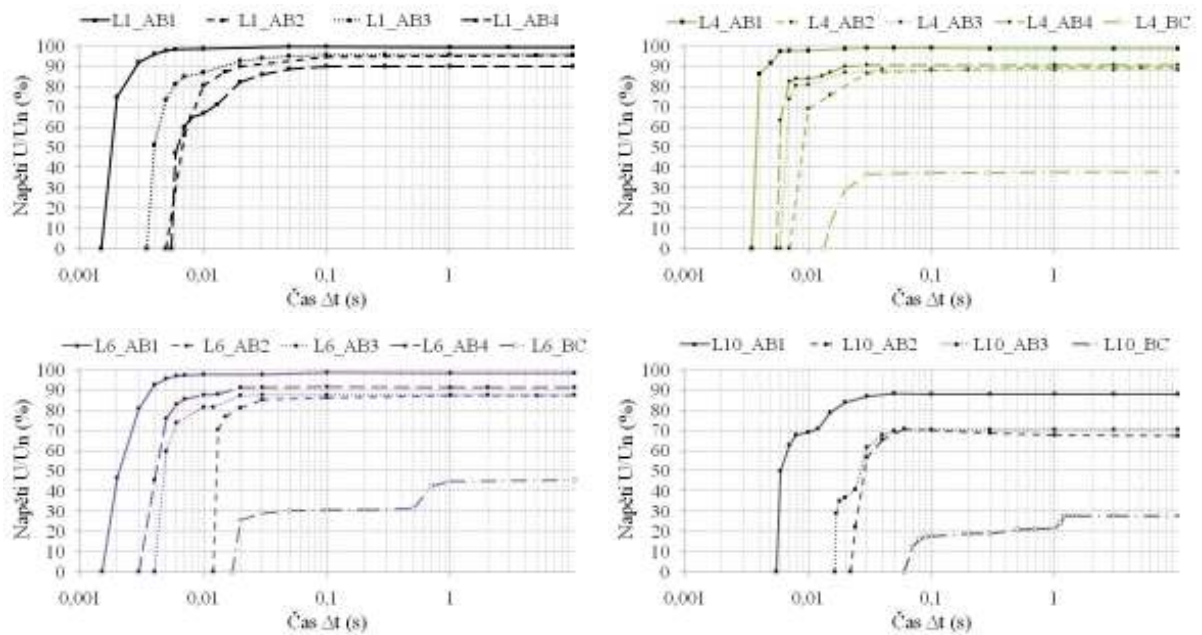 L1_AB1 L1_AB2 L1_AB3 L1_AB4
Napětí U/Un (%)
100
90
80
70
60
50
40
30
20
10
0
0,001 0,01 0,1 1
Čas Δt (s)
L4_AB1 L4_AB2 L4_AB3 L4_AB4 L4_BC
Napětí U/Un (%)
100
90
80
70
60
50
40
30
20
10
0
0,001 0,01 0,1 1
Čas Δt (s)
L6_AB1 L6_AB2 L6_AB3 L6_AB4 L6_BC
Napětí U/Un (%)
100
90
80
70
60
50
40
30
20
10
0
0,001 0,01 0,1 1
Čas Δt (s)
L10_AB1 L10_AB2 L10_AB3 L10_BC
Napětí U/Un (%)
100
90
80
70
60
50
40
30
20
10
0
0,001 0,01 0,1 1
Čas Δt (s)